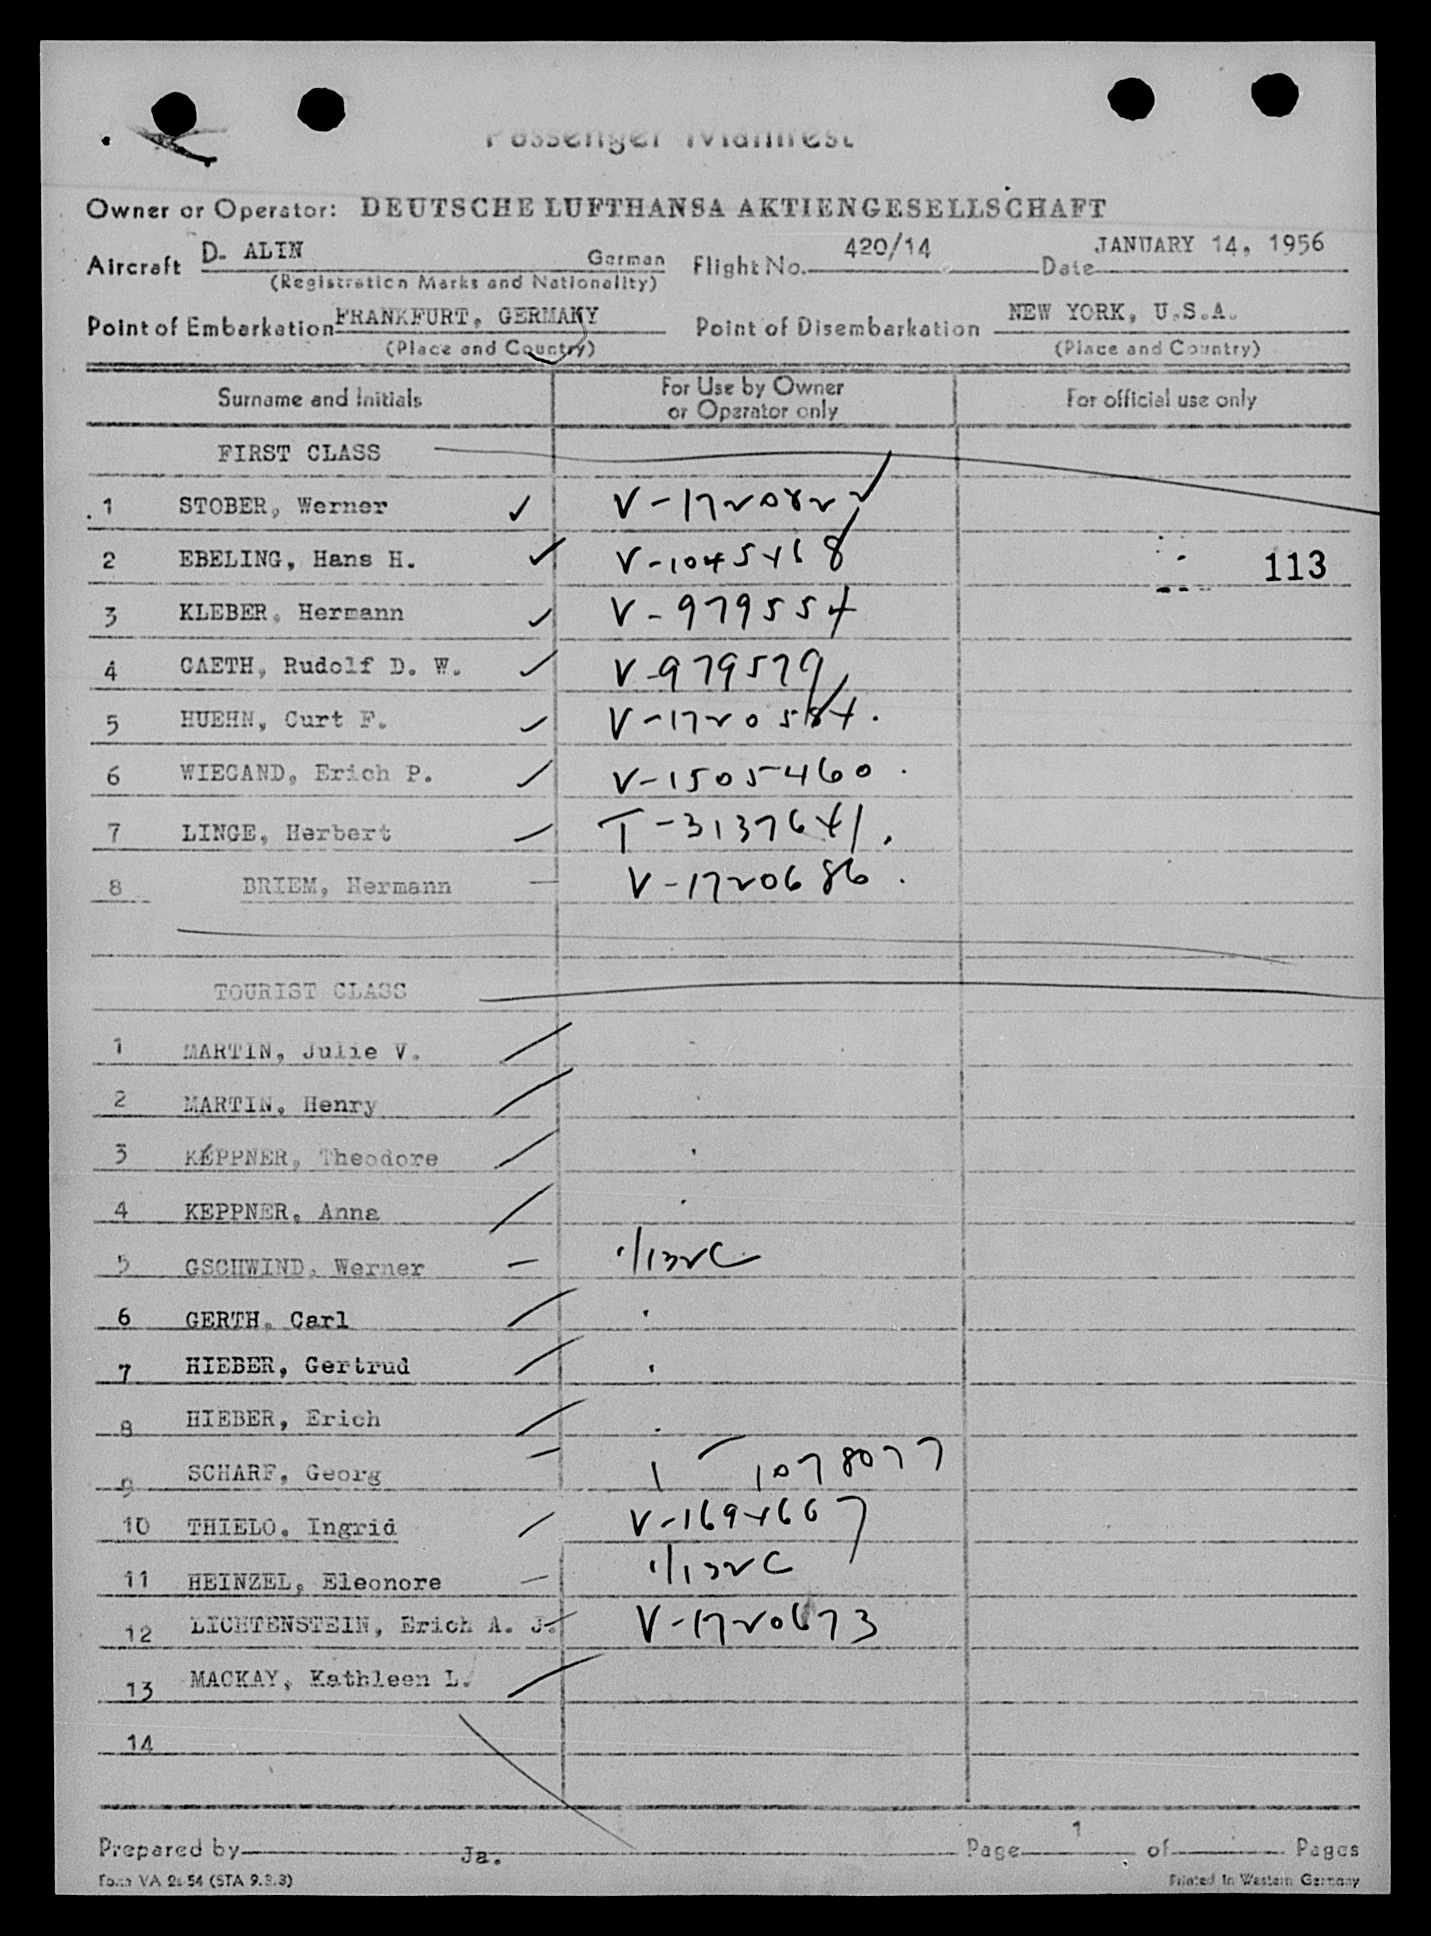 Passenger Manifest
Owner or Operator: DEUTSCHE LUFTHANSA AKTIENGESELLSCHAFT
Aircraft D. ALIN German Flight No. 420/14 Date JANUARY 14, 1956
(Registration Marks and Nationality)
Point of Embarkation FRANKFURT, GERMANY Point of Disembarkation NEW YORK, U.S.A.
(Place and Country) (Place and Country)
Surname and Initials For Use by Owner or Operator only For official use only
FIRST CLASS
1 STOBER, Werner V-1720822
2 EBELING, Hans H. V-1045468 113
3 KLEBER, Hermann V-979554
4 GAETH, Rudolf D. W. V-979579
5 HUEHN, Curt F. V-1720584.
6 WIEGAND, Erich P. V-1505460.
7 LINGE, Herbert T-3137641.
8 BRIEM, Hermann V-1720686.
TOURIST CLASS
1 MARTIN, Julie V.
2 MARTIN, Henry
3 KEPPNER, Theodore
4 KEPPNER, Anna
5 GSCHWIND, Werner
6 GERTH, Carl
7 HIEBER, Gertrud
8 HIEBER, Erich
9 SCHARF, Georg 1078077
10 THIELO, Ingrid V-1694667
11 HEINZEL, Eleonore
12 LICHTENSTEIN, Erich A. J. V-1720673
13 MACKAY, Kathleen L.
14
Prepared by Ja. Page 1 of Pages
Form VA 2s 54 (STA 9.3.3) Printed in Western Germany